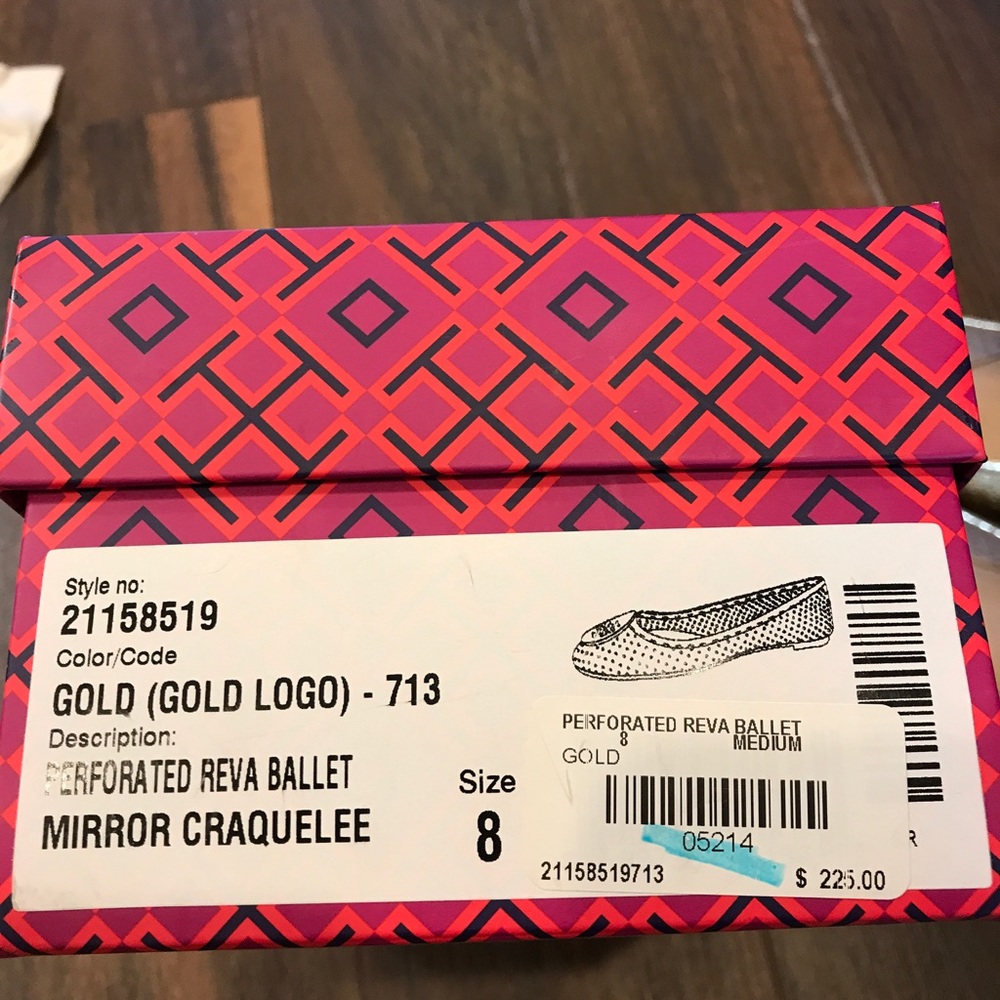 Style no:
21158519
Color/Code
GOLD (GOLD LOGO) - 713
Description:
PERFORATED REVA BALLET
MIRROR CRAQUELEE
Size
8
PERFORATED REVA BALLET
8 MEDIUM
GOLD
05214
21158519713 $ 225.00
R